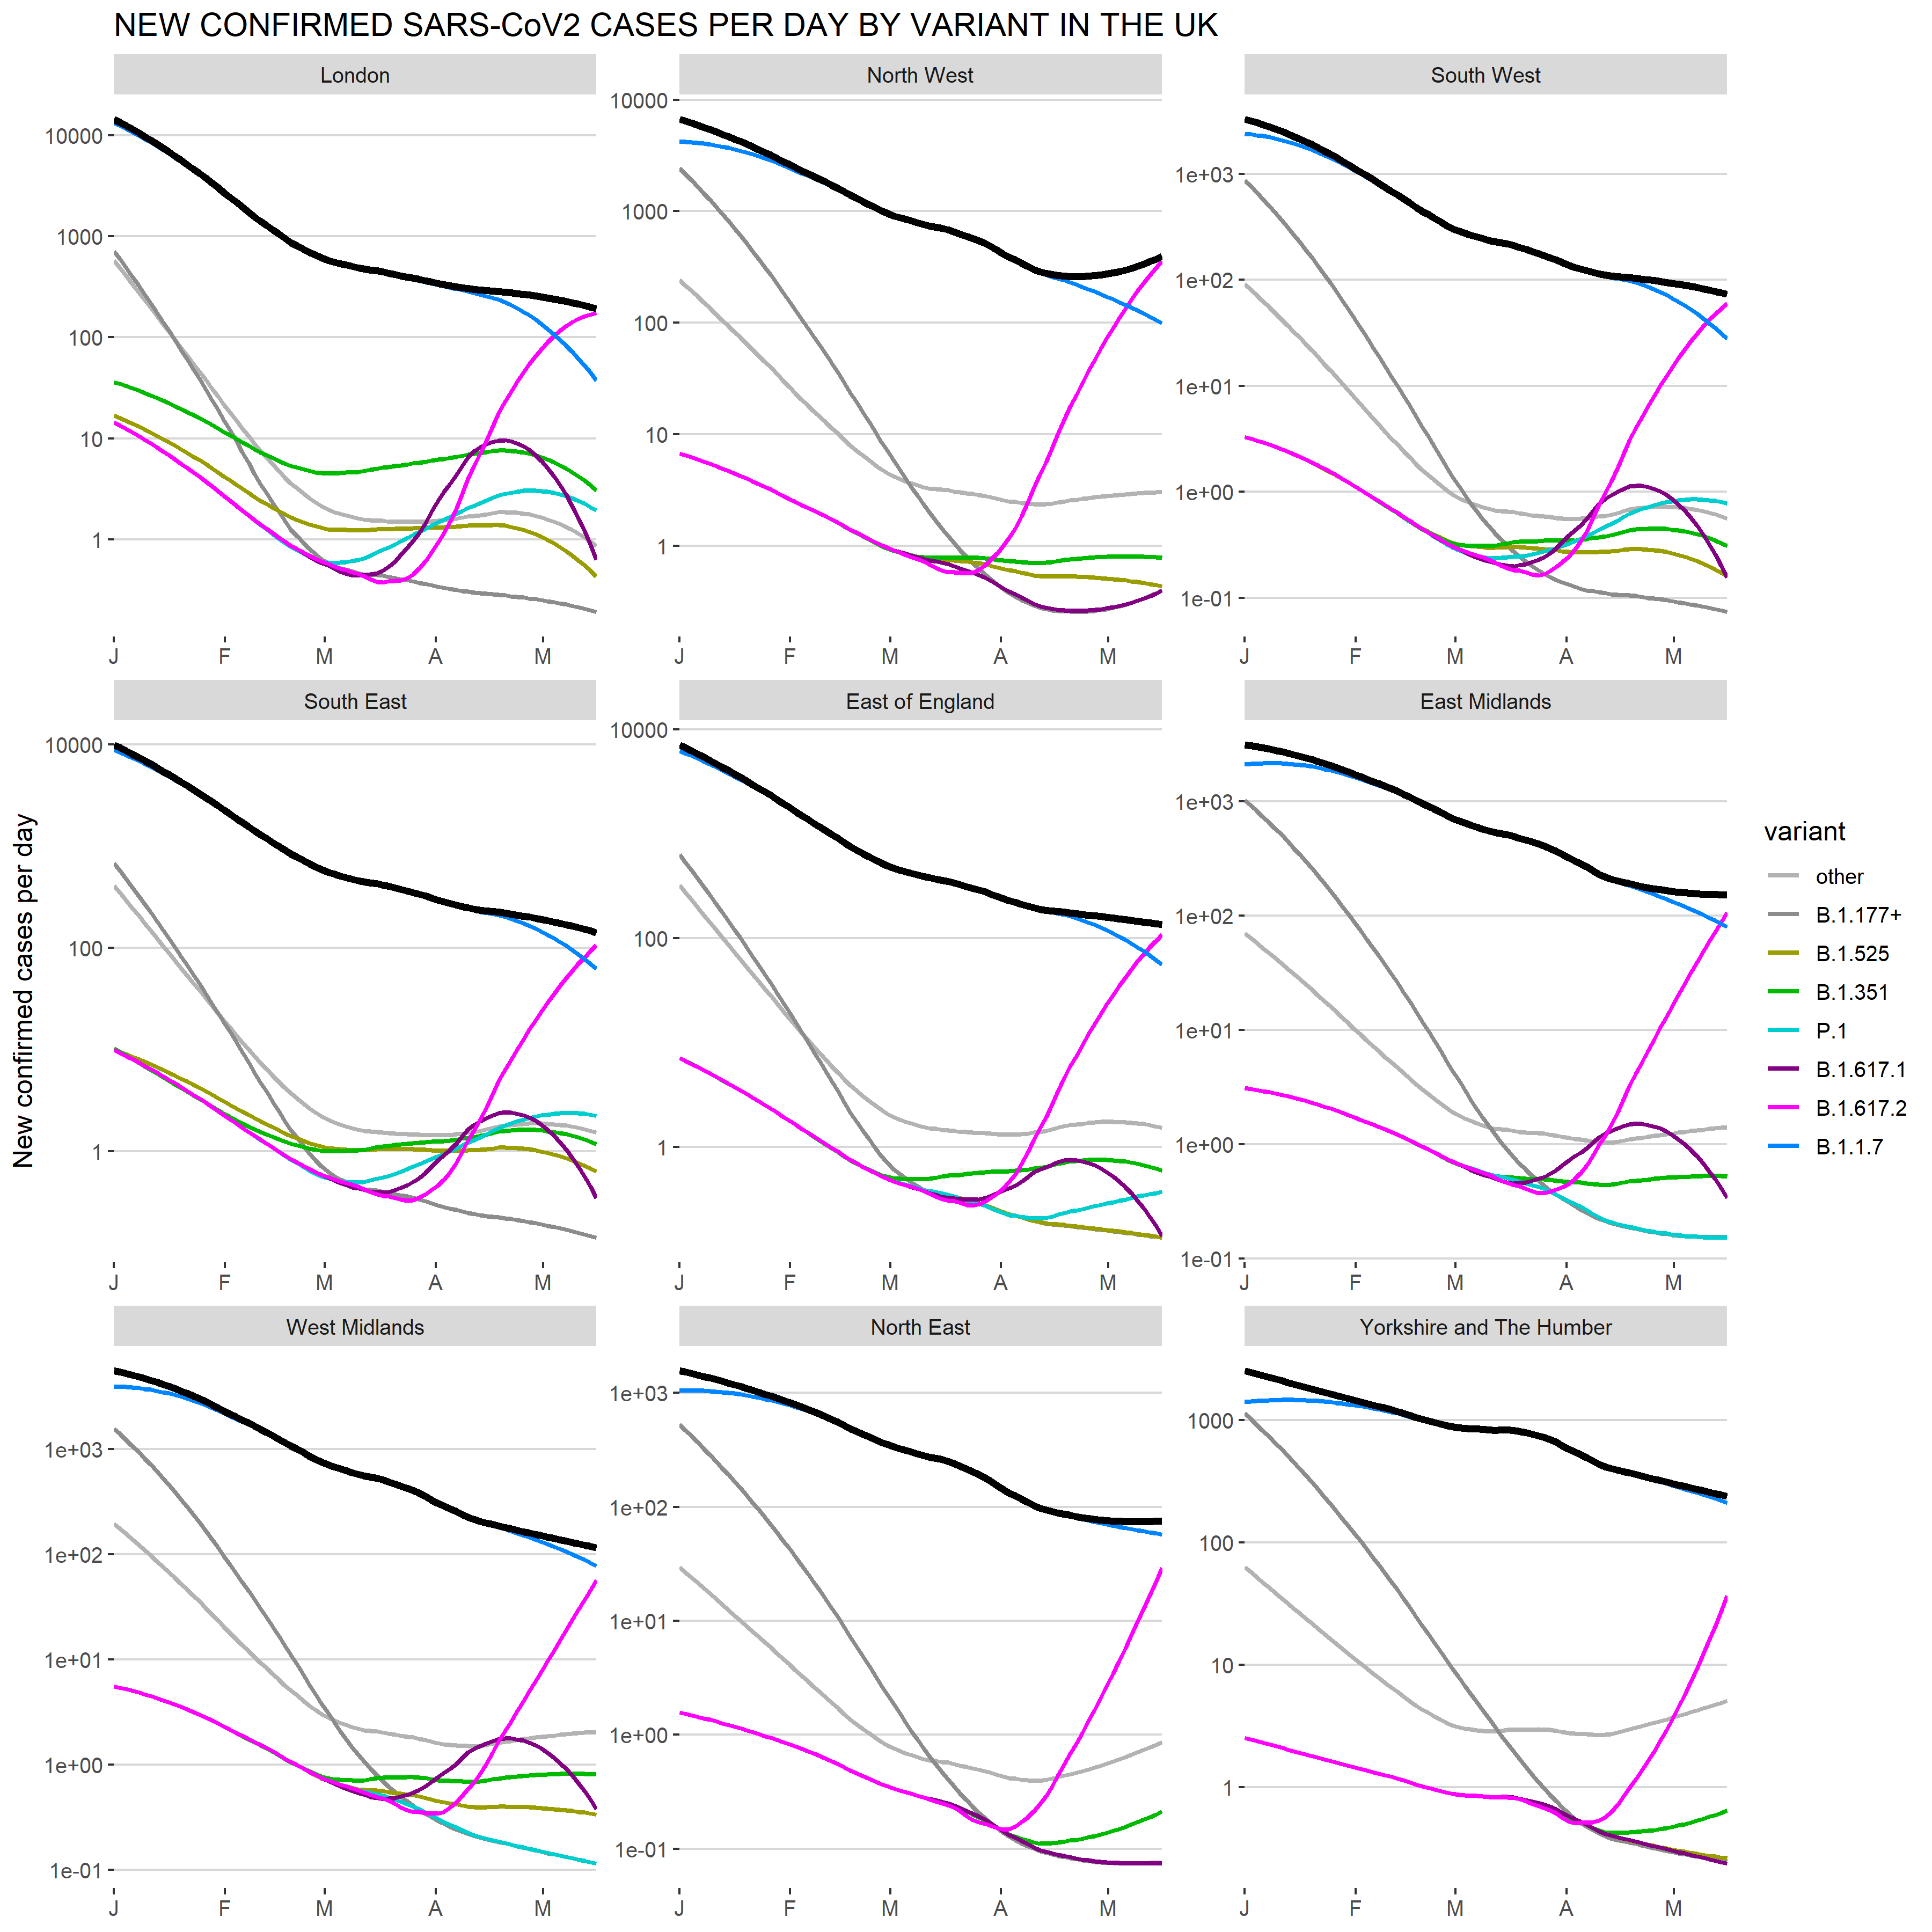 NEW CONFIRMED SARS-CoV2 CASES PER DAY BY VARIANT IN THE UK
London
North West
South West
10000
1000
100
10
1
10000
1000
100
10
1
1e+03
1e+02
1e+01
1e+00
1e-01
J F M A M
J F M A M
J F M A M
South East
East of England
East Midlands
New confirmed cases per day
10000
100
1
10000
100
1
1e+03
1e+02
1e+01
1e+00
1e-01
J F M A M
J F M A M
J F M A M
West Midlands
North East
Yorkshire and The Humber
1e+03
1e+02
1e+01
1e+00
1e-01
1e+03
1e+02
1e+01
1e+00
1e-01
1000
100
10
1
J F M A M
J F M A M
J F M A M
variant
other
B.1.177+
B.1.525
B.1.351
P.1
B.1.617.1
B.1.617.2
B.1.1.7